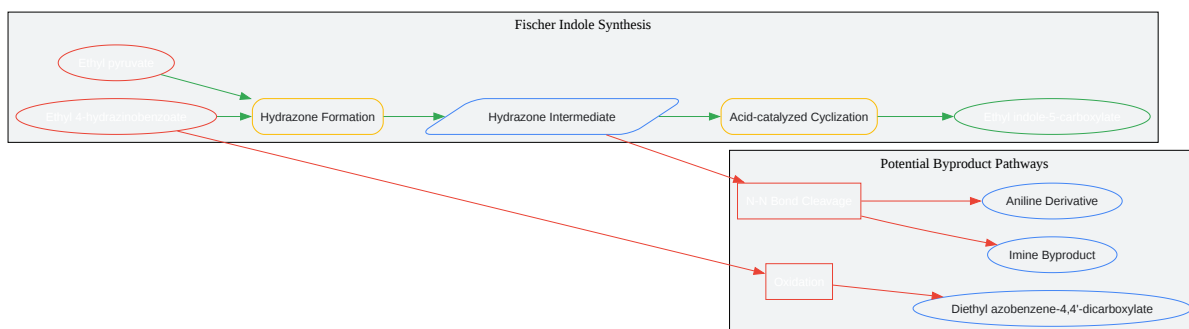 Fischer Indole Synthesis
Ethyl pyruvate
Ethyl 4-hydrazinobenzoate
Hydrazone Formation
Hydrazone Intermediate
Acid-catalyzed Cyclization
Ethyl indole-5-carboxylate
Potential Byproduct Pathways
N-N Bond Cleavage
Aniline Derivative
Imine Byproduct
Oxidation
Diethyl azobenzene-4,4'-dicarboxylate